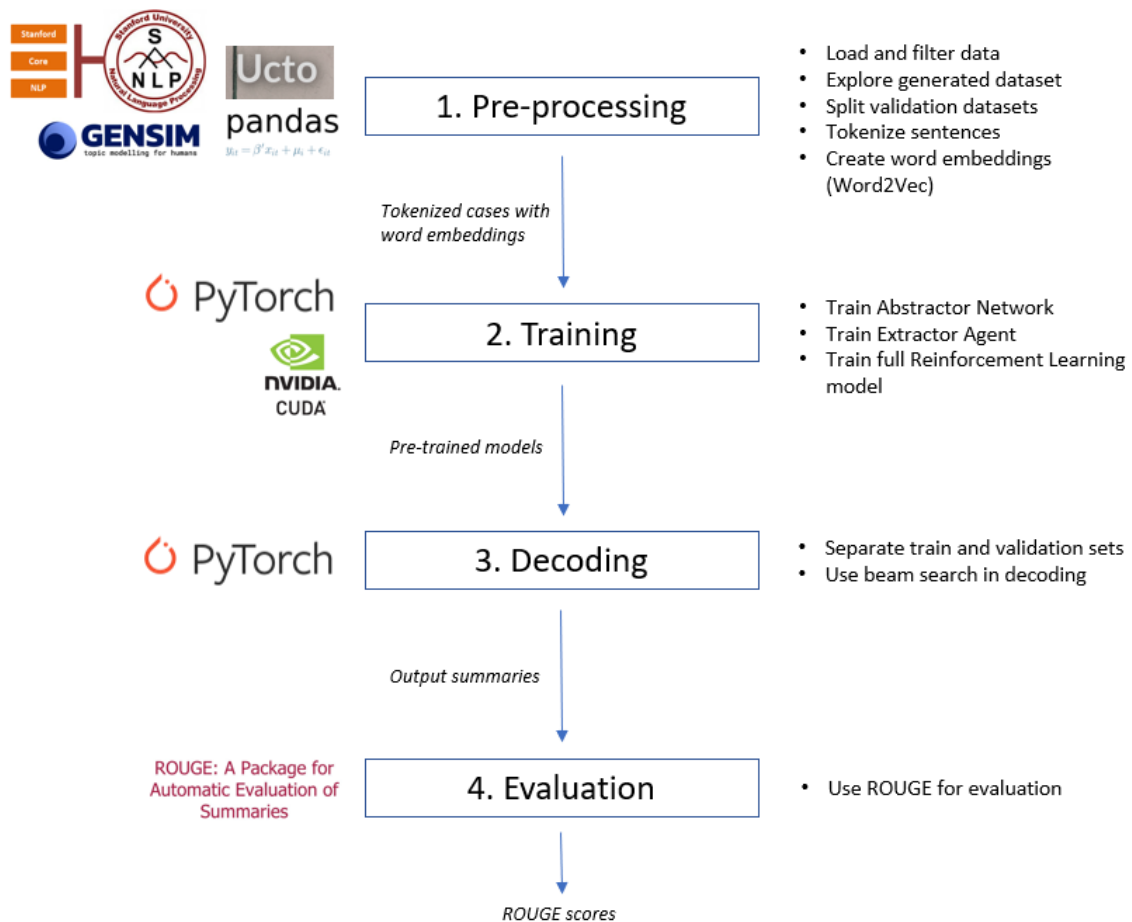 Stanford
Core
NLP
Stanford University
S
NLP
Natural Language Processing
Ucto
GENSIM
topic modelling for humans
pandas
y_it = β′x_it + μ_i + ϵ_it
1. Pre-processing
• Load and filter data
• Explore generated dataset
• Split validation datasets
• Tokenize sentences
• Create word embeddings
(Word2Vec)
Tokenized cases with
word embeddings
PyTorch
NVIDIA.
CUDA
2. Training
• Train Abstractor Network
• Train Extractor Agent
• Train full Reinforcement Learning
model
Pre-trained models
PyTorch
3. Decoding
• Separate train and validation sets
• Use beam search in decoding
Output summaries
ROUGE: A Package for
Automatic Evaluation of
Summaries
4. Evaluation
• Use ROUGE for evaluation
ROUGE scores